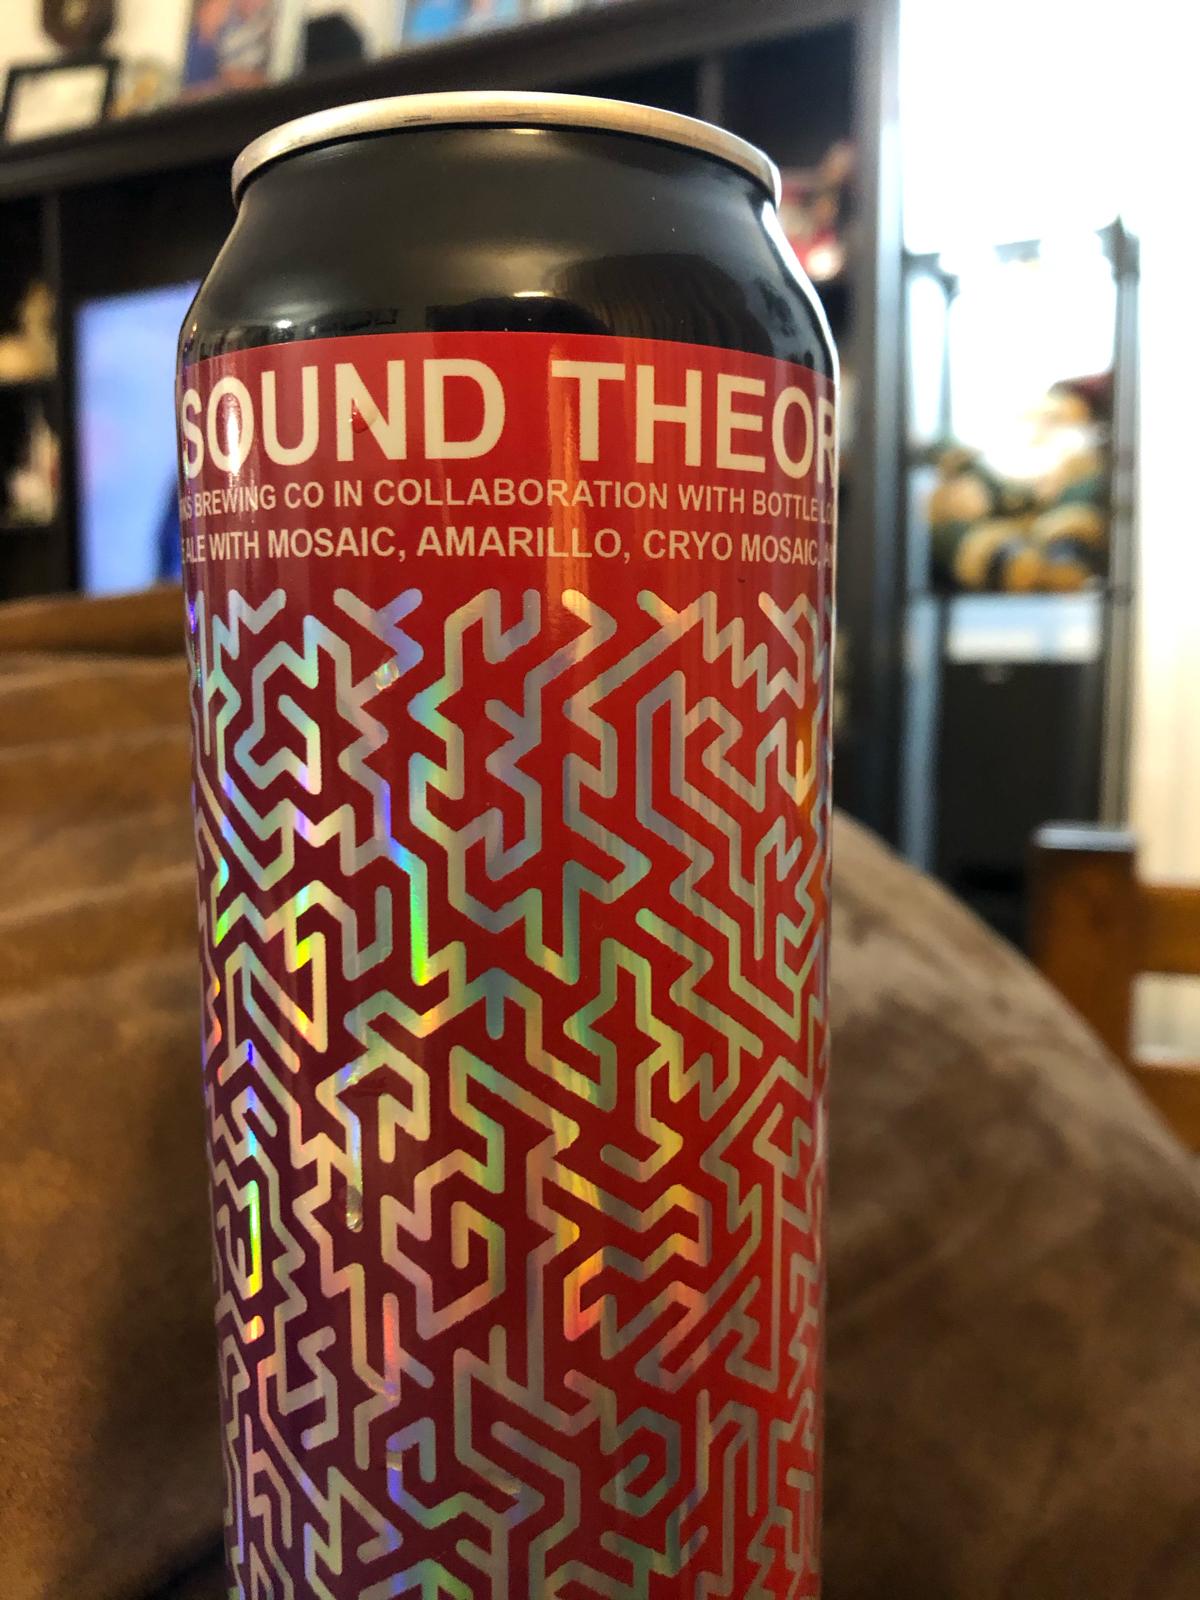 SOUND THEOR
BREWING CO IN COLLABORATION WITH BOTTLE
ALE WITH MOSAIC, AMARILLO, CRYO MOSAIC,